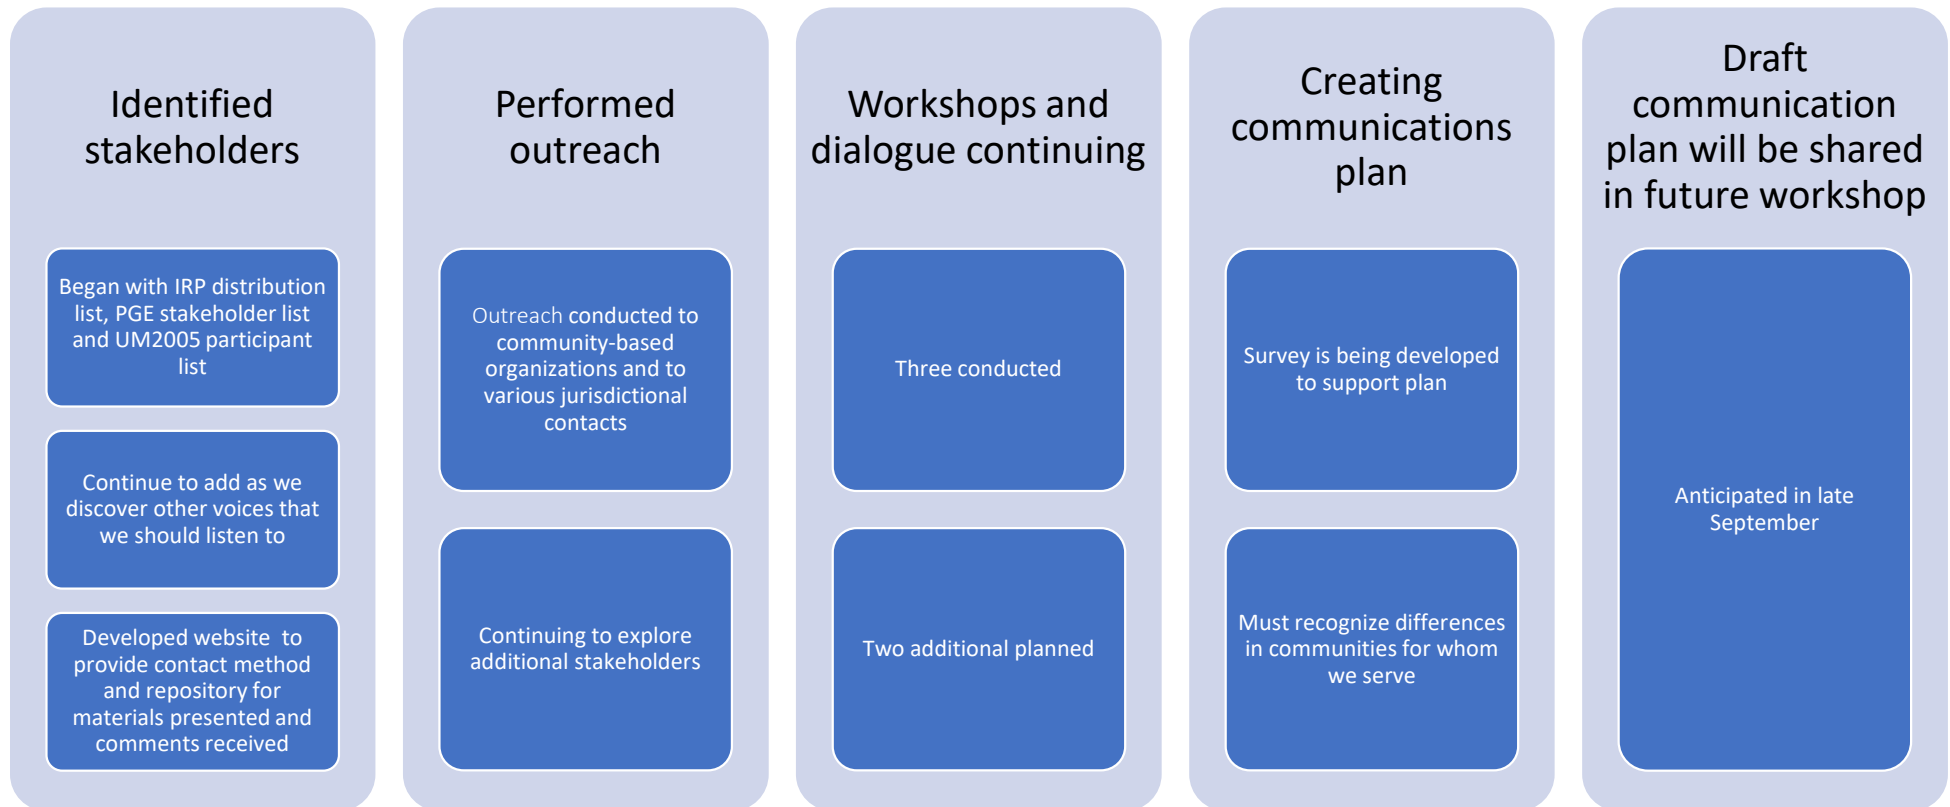 Identified
stakeholders
Began with IRP distribution
list, PGE stakeholder list
and UM2005 participant
list
Continue to add as we
discover other voices that
we should listen to
Developed website  to
provide contact method
and repository for
materials presented and
comments received
Performed
outreach
Outreach conducted to
community-based
organizations and to
various jurisdictional
contacts
Continuing to explore
additional stakeholders
Workshops and
dialogue continuing
Three conducted
Two additional planned
Creating
communications
plan
Survey is being developed
to support plan
Must recognize differences
in communities for whom
we serve
Draft
communication
plan will be shared
in future workshop
Anticipated in late
September